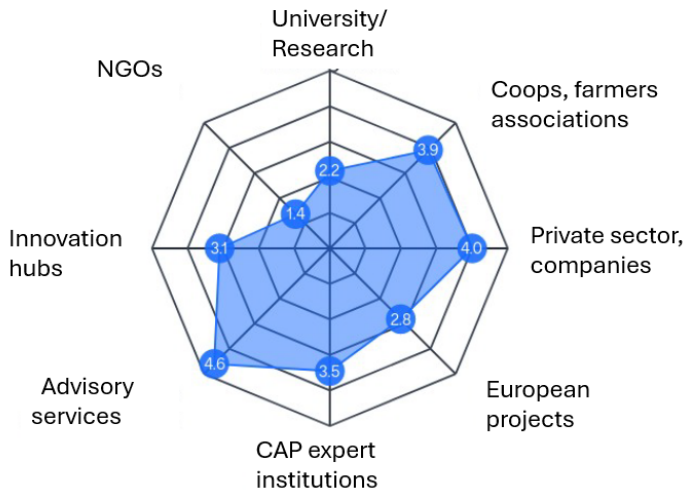 University/
Research
NGOs
Coops, farmers
associations
3.9
2.2
1.4
Innovation
hubs
3.1
4.0
Private sector,
companies
2.8
4.6
3.5
Advisory
services
European
projects
CAP expert
institutions